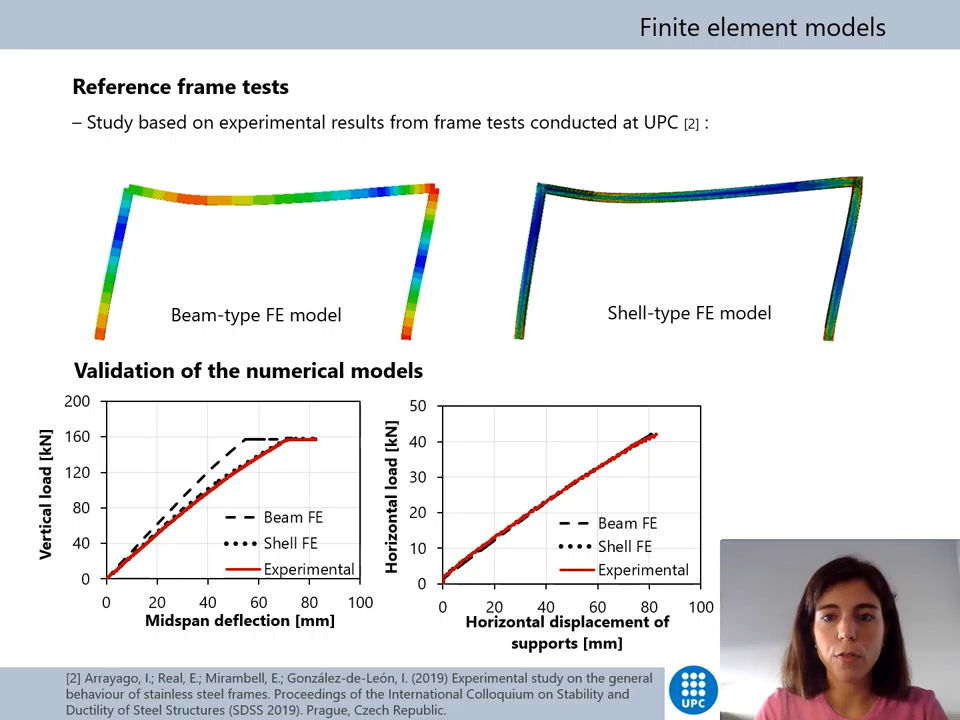 Finite element models
Reference frame tests
– Study based on experimental results from frame tests conducted at UPC [2] :
Beam-type FE model
Shell-type FE model
Validation of the numerical models
Vertical load [kN]
200
160
120
80
40
0
0 20 40 60 80 100
Midspan deflection [mm]
Beam FE
Shell FE
Experimental
Horizontal load [kN]
50
40
30
20
10
0
0 20 40 60 80 100
Horizontal displacement of
supports [mm]
Beam FE
Shell FE
Experimental
[2] Arrayago, I.; Real, E.; Mirambell, E.; González-de-León, I. (2019) Experimental study on the general
behaviour of stainless steel frames. Proceedings of the International Colloquium on Stability and
Ductility of Steel Structures (SDSS 2019). Prague, Czech Republic.
UPC